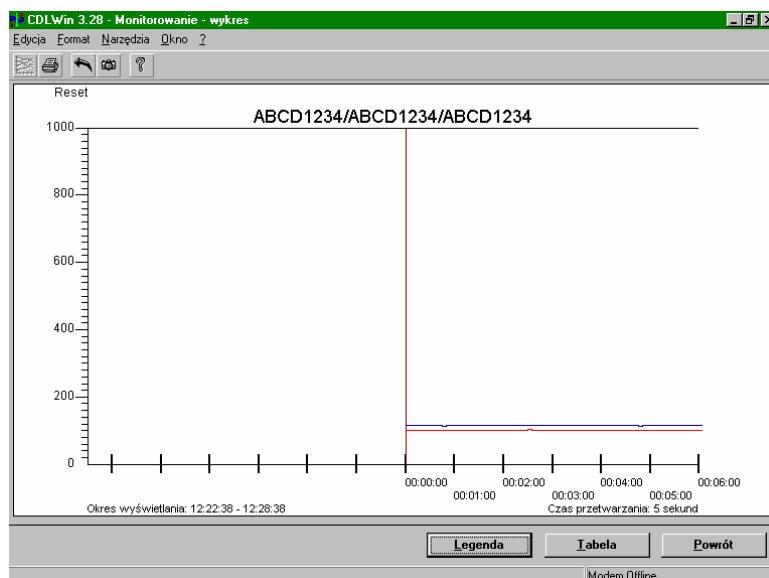 CDLWin 3.28 - Monitorowanie - wykres
Edycja Format Narzędzia Okno ?
Reset
ABCD1234/ABCD1234/ABCD1234
1000
800
600
400
200
0
00:00:00 00:02:00 00:04:00 00:06:00
00:01:00 00:03:00 00:05:00
Okres wyświetlania: 12:22:38 - 12:28:38 Czas przetwarzania: 5 sekund
Legenda Tabela Powrót
Modem Offline